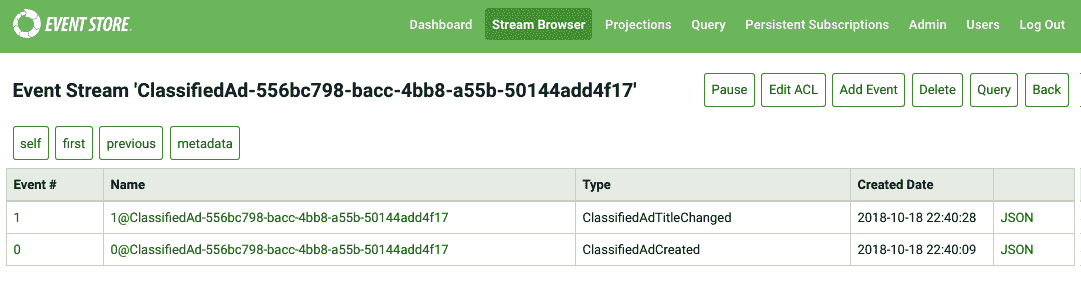 EVENT STORE Dashboard Stream Browser Projections Query Persistent Subscriptions Admin Users Log Out
Event Stream 'ClassifiedAd-556bc798-bacc-4bb8-a55b-50144add4f17' Pause Edit ACL Add Event Delete Query Back
self first previous metadata
Event # Name Type Created Date
1 1@ClassifiedAd-556bc798-bacc-4bb8-a55b-50144add4f17 ClassifiedAdTitleChanged 2018-10-18 22:40:28 JSON
0 0@ClassifiedAd-556bc798-bacc-4bb8-a55b-50144add4f17 ClassifiedAdCreated 2018-10-18 22:40:09 JSON